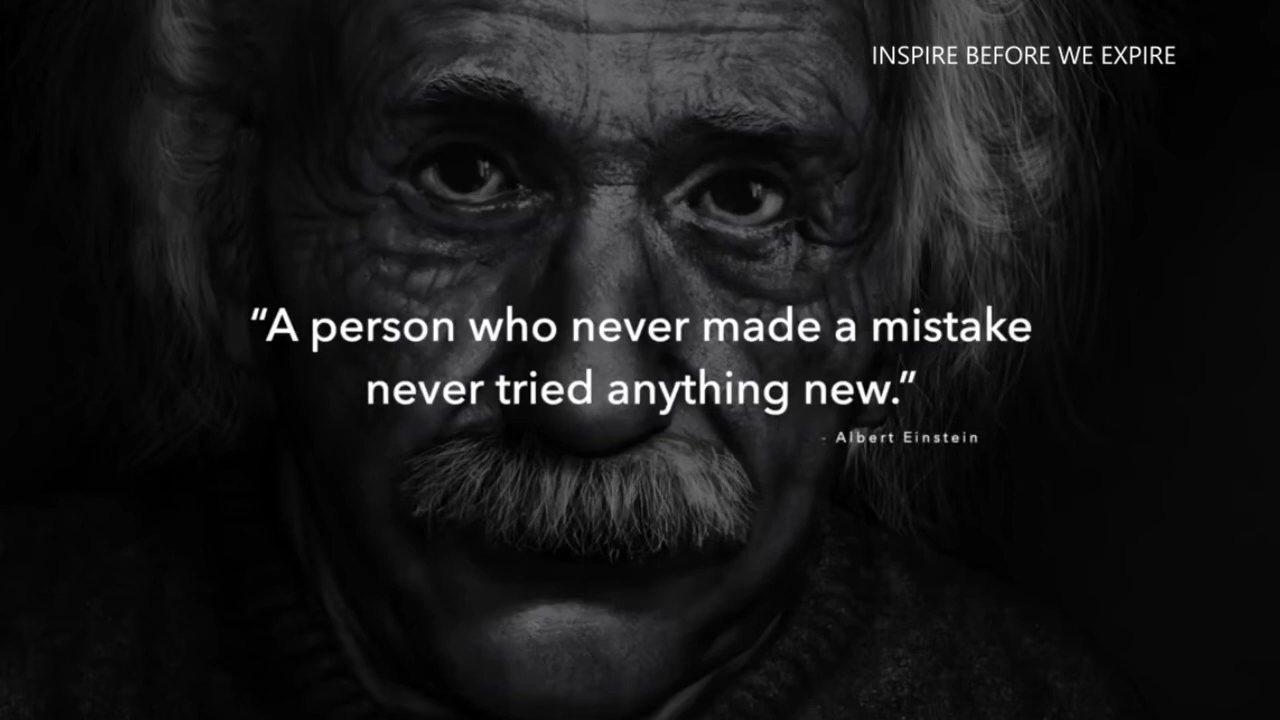 INSPIRE BEFORE WE EXPIRE
“A person who never made a mistake
never tried anything new.”
- Albert Einstein